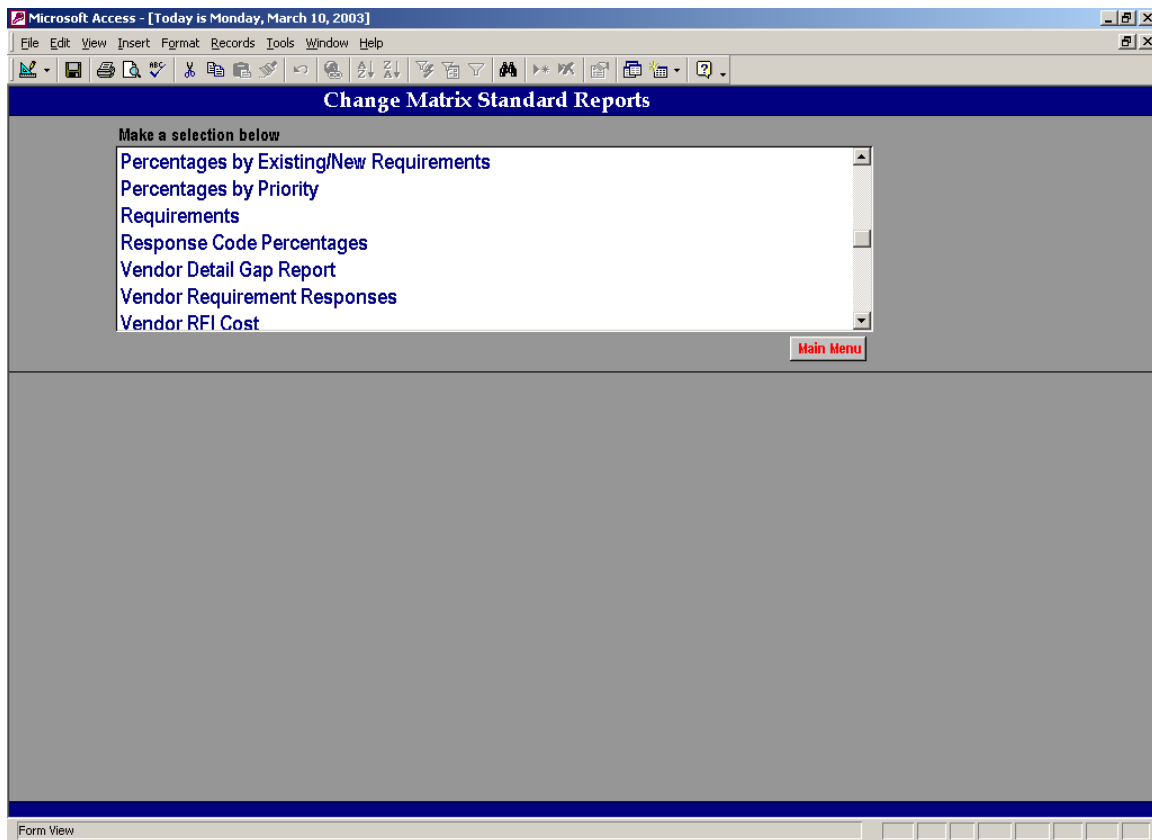 Microsoft Access - [Today is Monday, March 10, 2003]
File Edit View Insert Format Records Tools Window Help
Change Matrix Standard Reports
Make a selection below
Percentages by Existing/New Requirements
Percentages by Priority
Requirements
Response Code Percentages
Vendor Detail Gap Report
Vendor Requirement Responses
Vendor RFI Cost
Main Menu
Form View